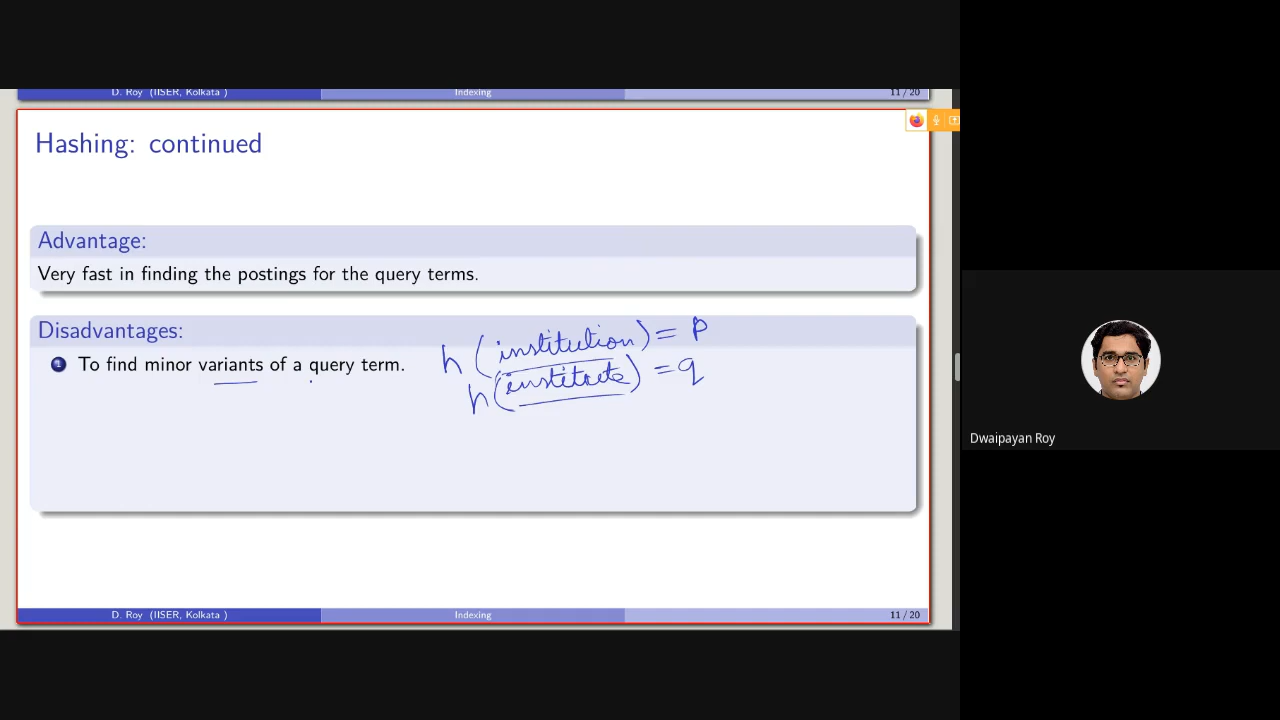 D. Roy (IISER, Kolkata ) Indexing 11 / 20
Hashing: continued
Advantage:
Very fast in finding the postings for the query terms.
Disadvantages:
1 To find minor variants of a query term.
h (institution) = p
h (institute) = q
Dwaipayan Roy
D. Roy (IISER, Kolkata ) Indexing 11 / 20